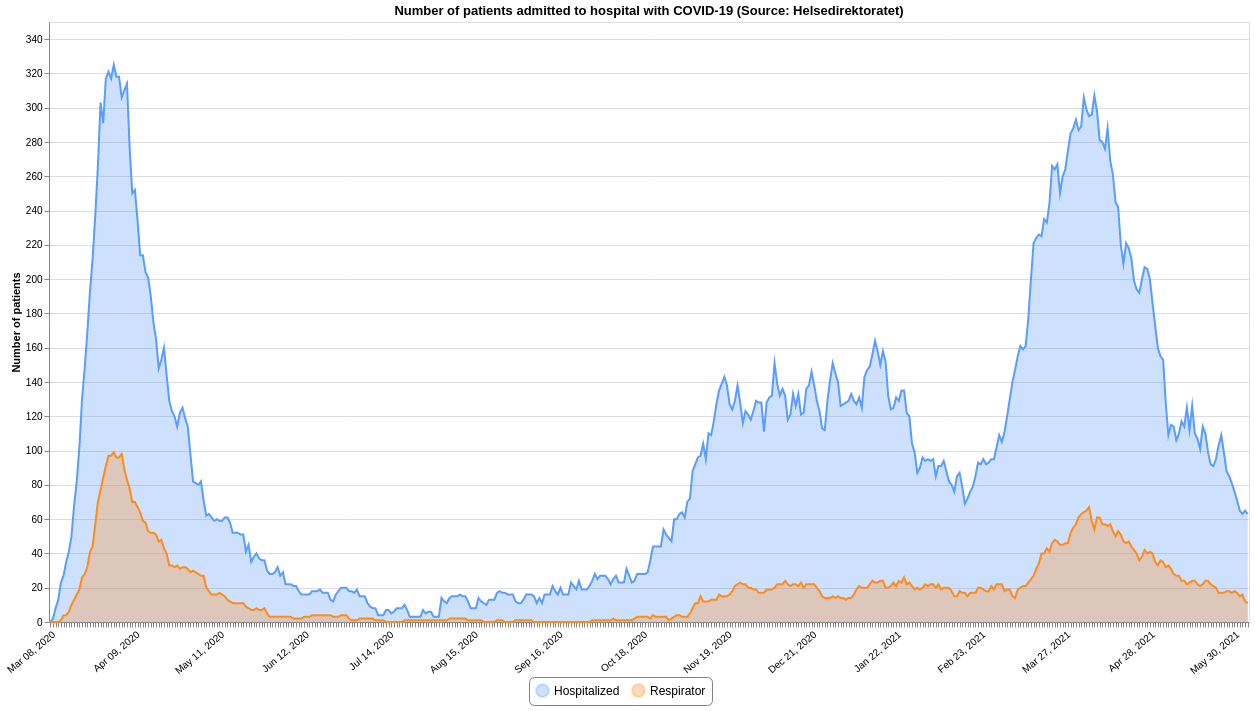 Number of patients admitted to hospital with COVID-19 (Source: Helsedirektoratet)
Number of patients
340
320
300
280
260
240
220
200
180
160
140
120
100
80
60
40
20
0
Mar 08, 2020
Apr 09, 2020
May 11, 2020
Jun 12, 2020
Jul 14, 2020
Aug 15, 2020
Sep 16, 2020
Oct 18, 2020
Nov 19, 2020
Dec 21, 2020
Jan 22, 2021
Feb 23, 2021
Mar 27, 2021
Apr 28, 2021
May 30, 2021
Hospitalized
Respirator